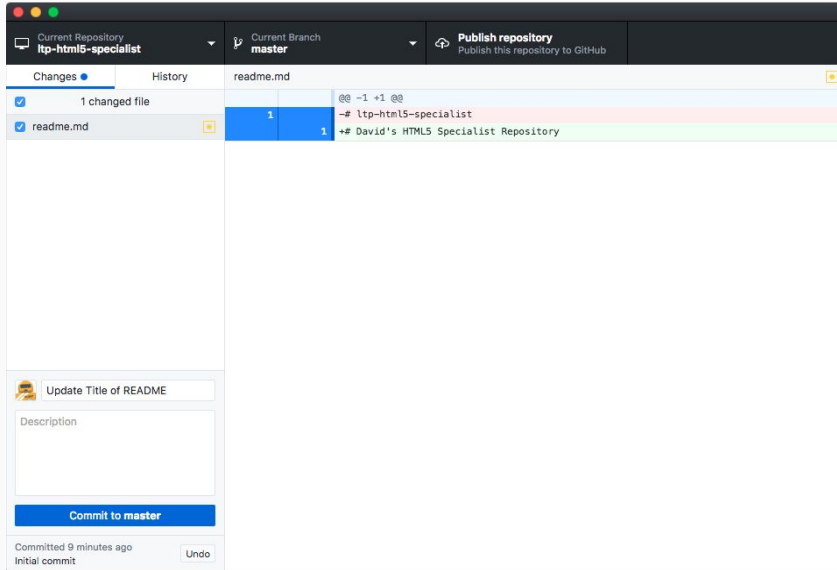 Current Repository
ltp-html5-specialist
Current Branch
master
Publish repository
Publish this repository to GitHub
Changes
History
readme.md
1 changed file
readme.md
@@ -1 +1 @@
1 -# ltp-html5-specialist
1 +# David's HTML5 Specialist Repository
Update Title of README
Description
Commit to master
Committed 9 minutes ago
Initial commit
Undo